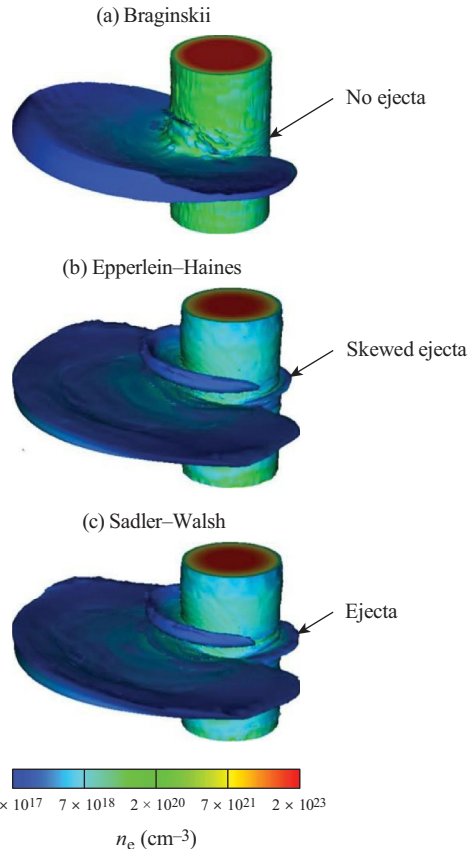 (a) Braginskii
No ejecta
(b) Epperlein–Haines
Skewed ejecta
(c) Sadler–Walsh
Ejecta
× 10¹⁷ 7 × 10¹⁸ 2 × 10²⁰ 7 × 10²¹ 2 × 10²³
nₑ (cm⁻³)